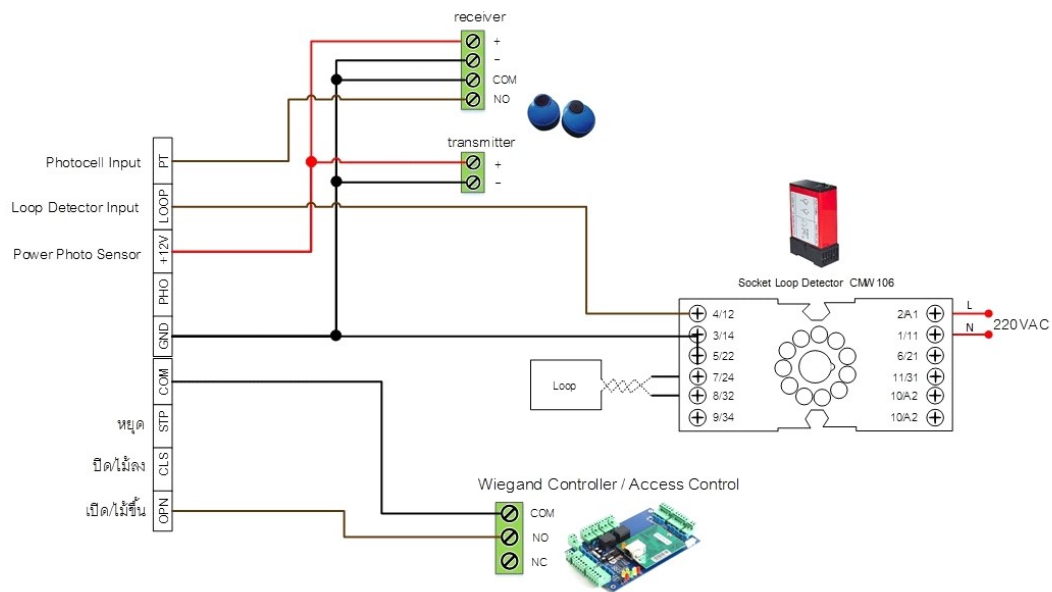 receiver
+
–
COM
NO
transmitter
+
–
Photocell Input
PT
Loop Detector Input
LOOP
Power Photo Sensor
+12V
PHO
GND
COM
หยุด
STP
ปิด/ไม้ลง
CLS
เปิด/ไม้ขึ้น
OPN
Socket Loop Detector CMW106
4/12
3/14
5/22
7/24
8/32
9/34
2A1
1/11
6/21
11/31
10/A2
10/A2
L
N
220VAC
Loop
Wiegand Controller / Access Control
COM
NO
NC